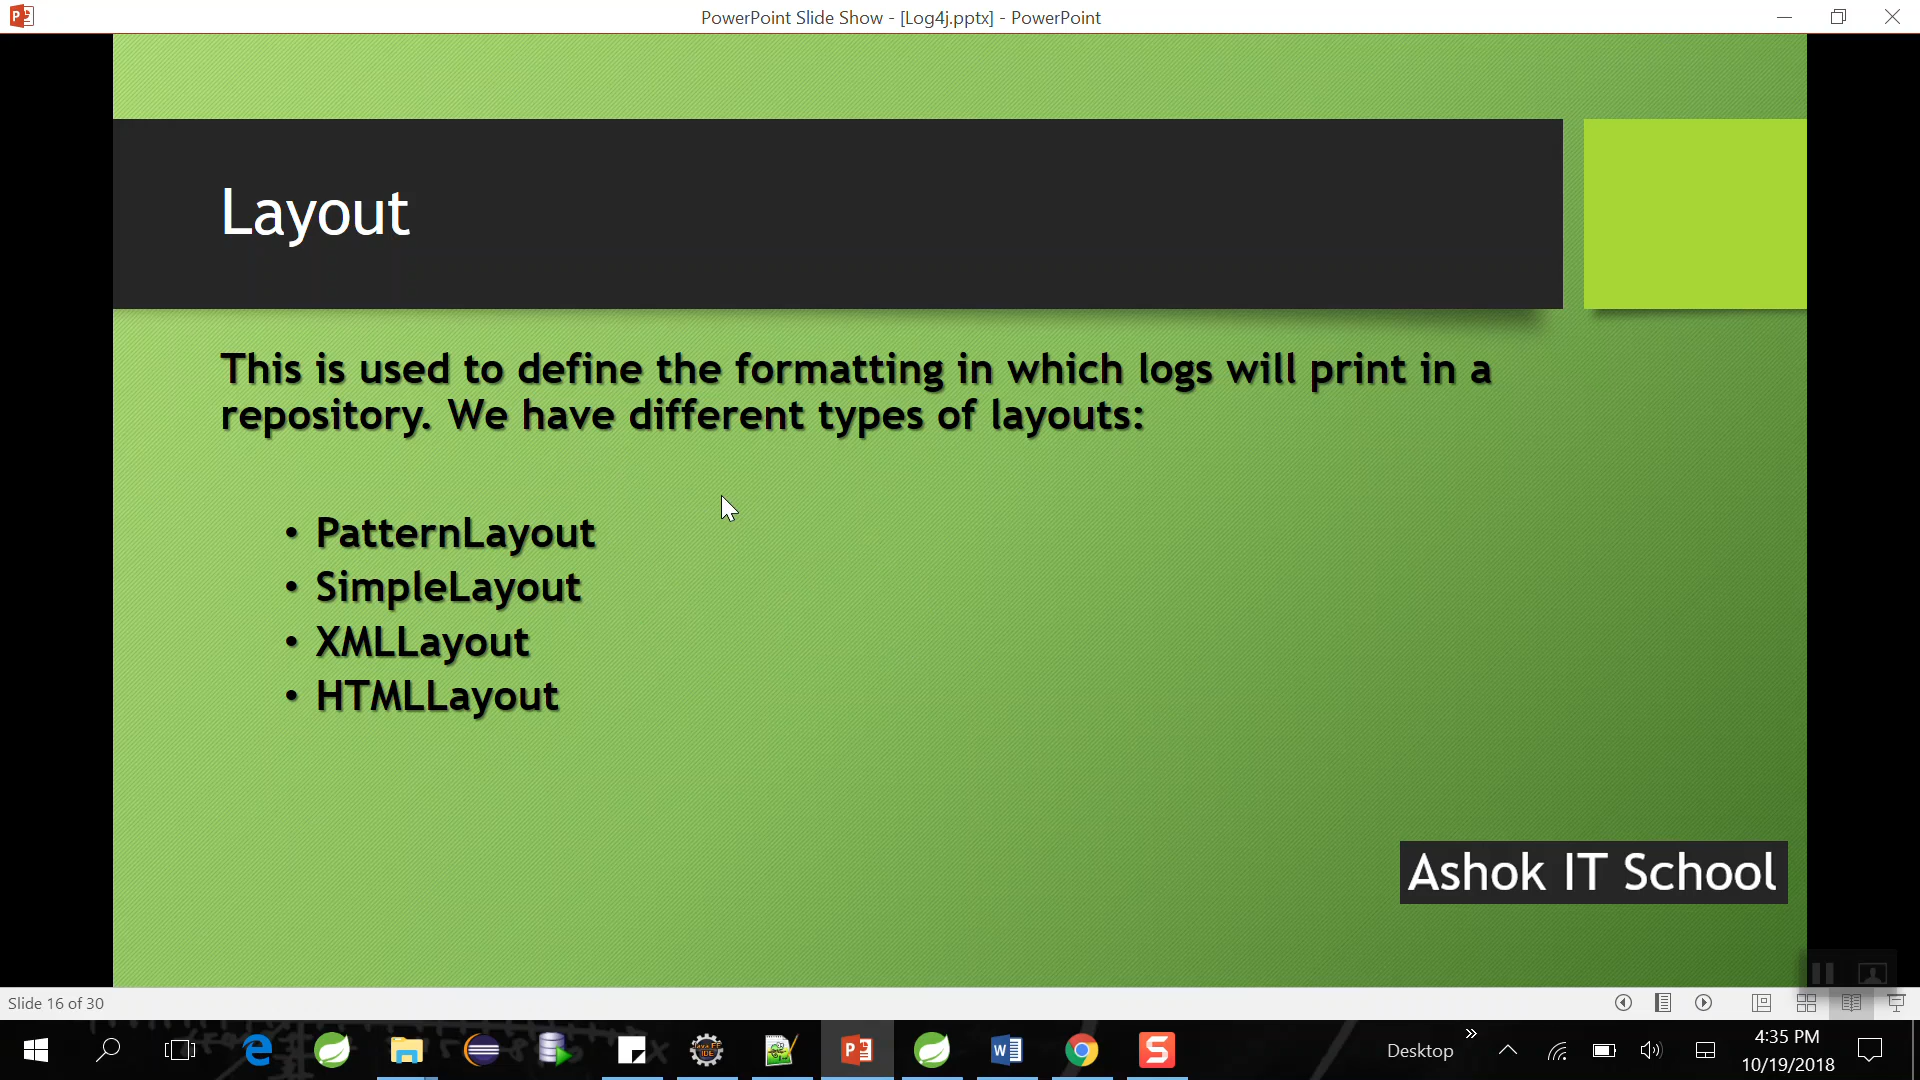 PowerPoint Slide Show - [Log4j.pptx] - PowerPoint
Layout
This is used to define the formatting in which logs will print in a
repository. We have different types of layouts:
• PatternLayout
• SimpleLayout
• XMLLayout
• HTMLLayout
Ashok IT School
Slide 16 of 30
Desktop
4:35 PM
10/19/2018